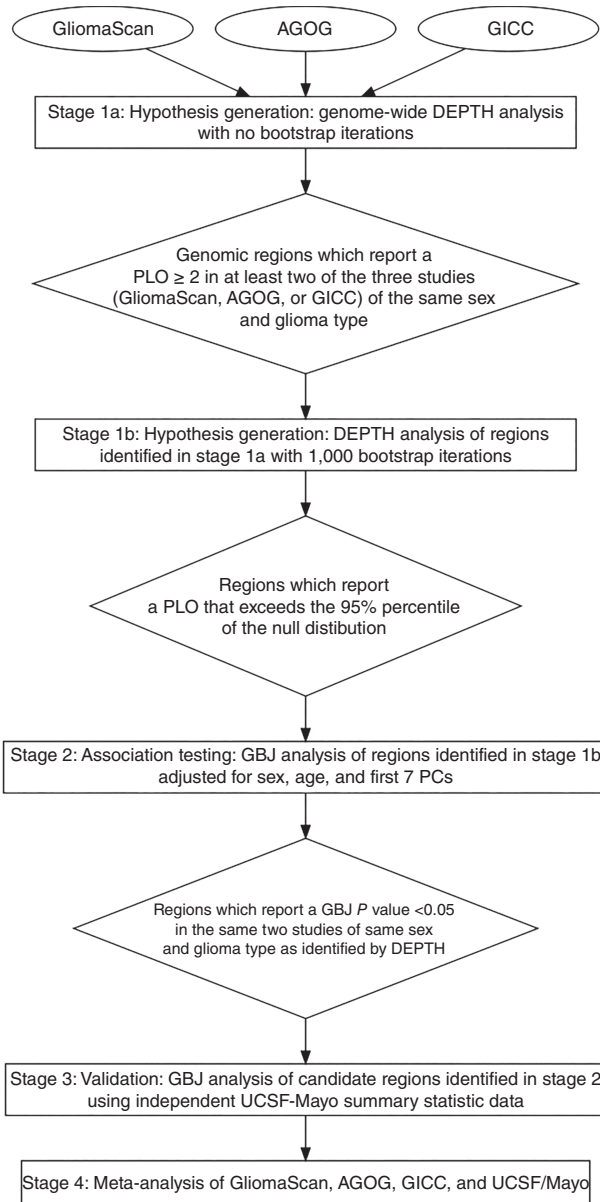 GliomaScan
AGOG
GICC
Stage 1a: Hypothesis generation: genome-wide DEPTH analysis
with no bootstrap iterations
Genomic regions which report a
PLO ≥ 2 in at least two of the three studies
(GliomaScan, AGOG, or GICC) of the same sex
and glioma type
Stage 1b: Hypothesis generation: DEPTH analysis of regions
identified in stage 1a with 1,000 bootstrap iterations
Regions which report
a PLO that exceeds the 95% percentile
of the null distibution
Stage 2: Association testing: GBJ analysis of regions identified in stage 1b
adjusted for sex, age, and first 7 PCs
Regions which report a GBJ P value <0.05
in the same two studies of same sex
and glioma type as identified by DEPTH
Stage 3: Validation: GBJ analysis of candidate regions identified in stage 2
using independent UCSF-Mayo summary statistic data
Stage 4: Meta-analysis of GliomaScan, AGOG, GICC, and UCSF/Mayo